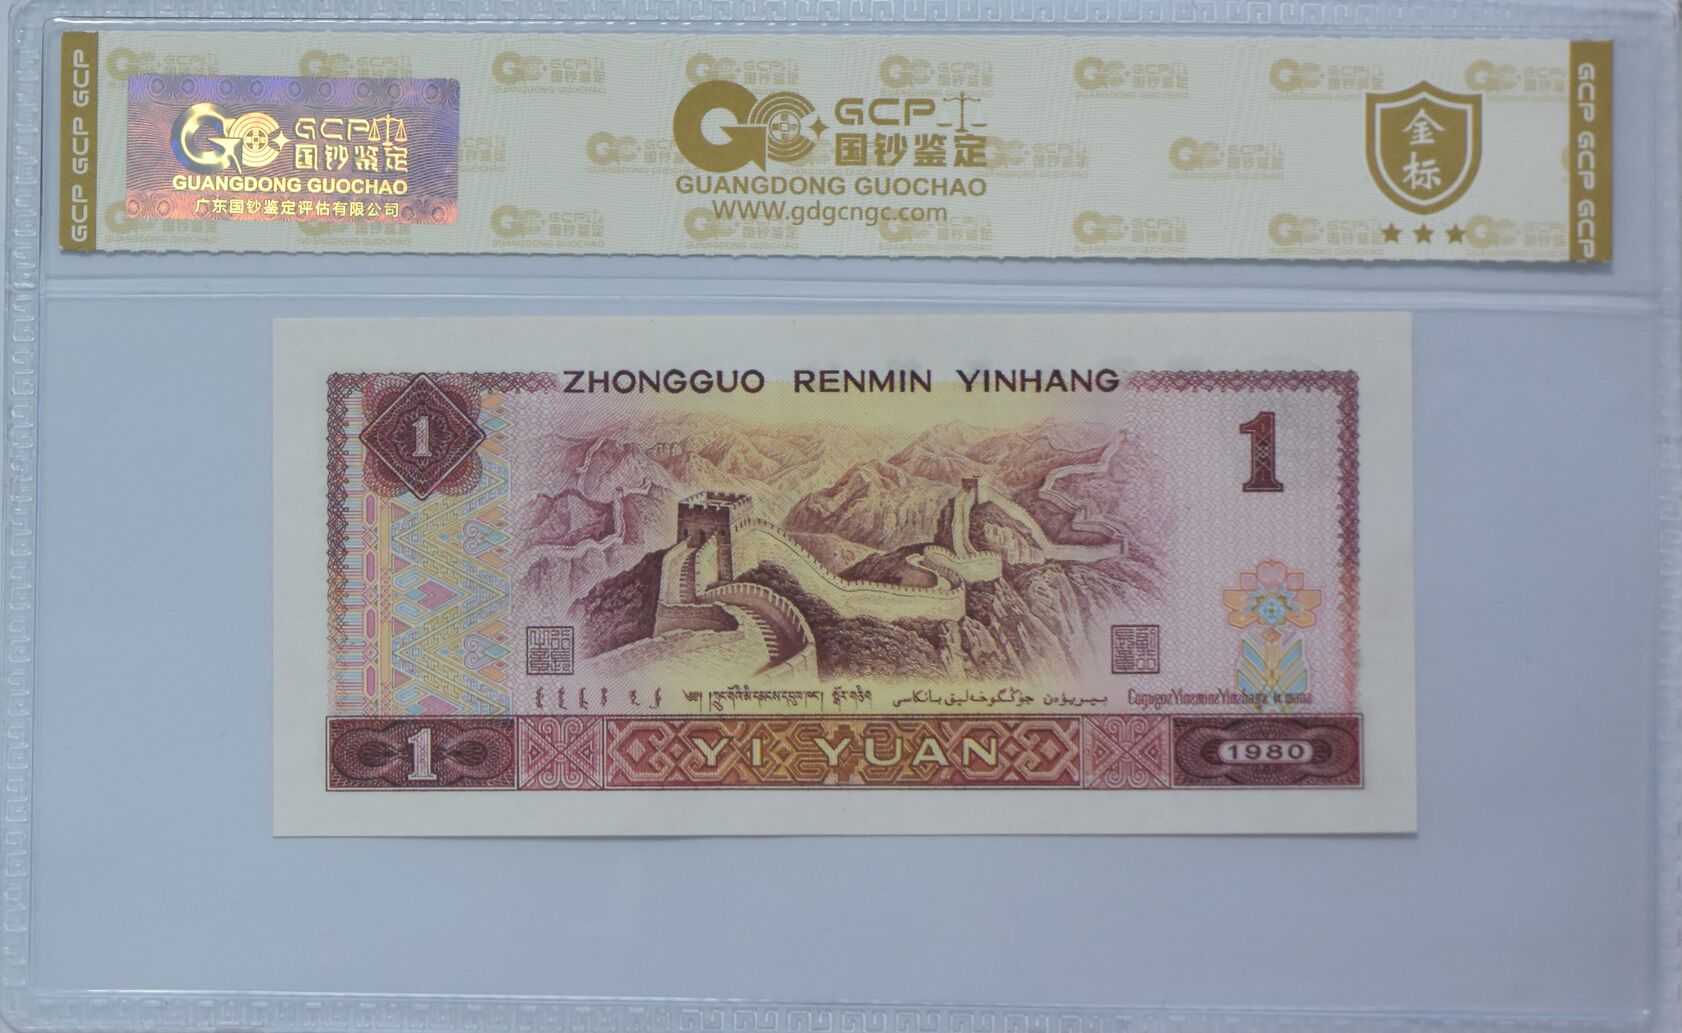 GCP GCP GCP
GCP 国钞鉴定
GUANGDONG GUOCHAO
广东国钞鉴定评估有限公司
GCP 国钞鉴定
GUANGDONG GUOCHAO
www.gdgcngc.com
金标
GCP GCP GCP
ZHONGGUO RENMIN YINHANG
1
1
YI YUAN
1
1980